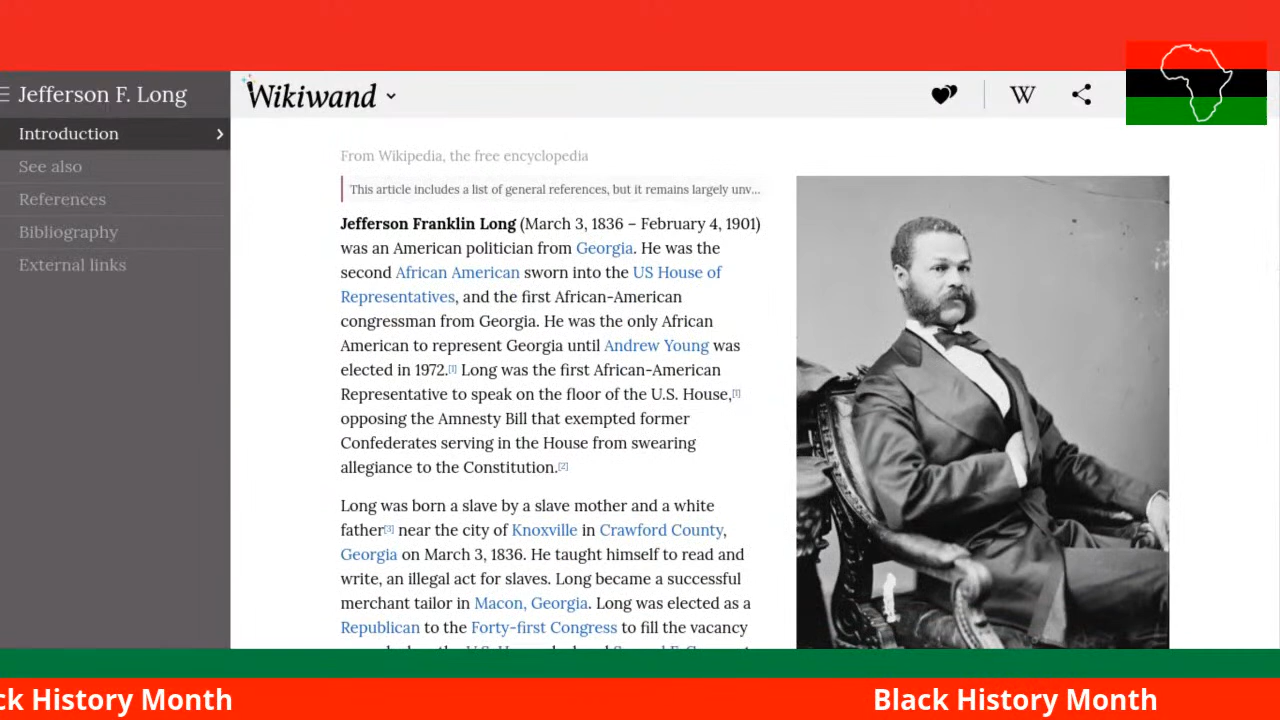 Jefferson F. Long
Introduction
See also
References
Bibliography
External links
Wikiwand
W
From Wikipedia, the free encyclopedia
This article includes a list of general references, but it remains largely unv...
Jefferson Franklin Long (March 3, 1836 – February 4, 1901)
was an American politician from Georgia. He was the
second African American sworn into the US House of
Representatives, and the first African-American
congressman from Georgia. He was the only African
American to represent Georgia until Andrew Young was
elected in 1972.[1] Long was the first African-American
Representative to speak on the floor of the U.S. House,[1]
opposing the Amnesty Bill that exempted former
Confederates serving in the House from swearing
allegiance to the Constitution.[2]
Long was born a slave by a slave mother and a white
father[3] near the city of Knoxville in Crawford County,
Georgia on March 3, 1836. He taught himself to read and
write, an illegal act for slaves. Long became a successful
merchant tailor in Macon, Georgia. Long was elected as a
Republican to the Forty-first Congress to fill the vacancy
ck History Month
Black History Month